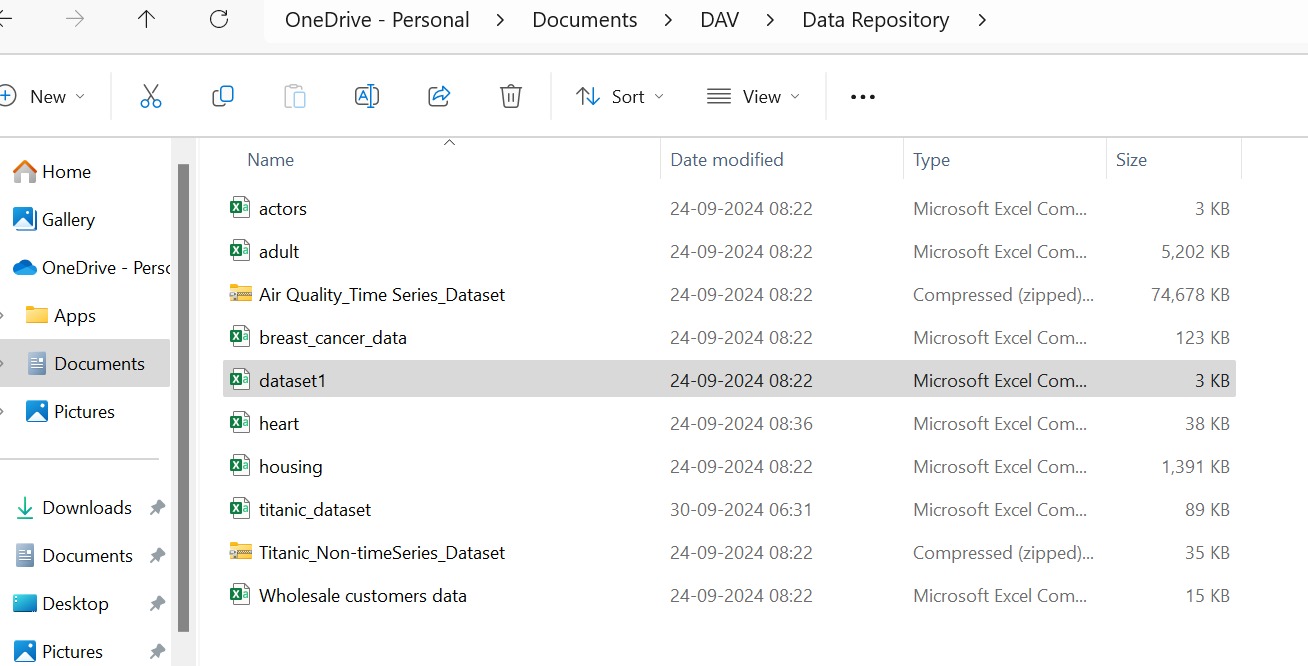 OneDrive - Personal > Documents > DAV > Data Repository >
New Sort View
Name Date modified Type Size
Home
Gallery
OneDrive - Perso
Apps
Documents
Pictures
Downloads
Documents
Desktop
Pictures
actors 24-09-2024 08:22 Microsoft Excel Com... 3 KB
adult 24-09-2024 08:22 Microsoft Excel Com... 5,202 KB
Air Quality_Time Series_Dataset 24-09-2024 08:22 Compressed (zipped)... 74,678 KB
breast_cancer_data 24-09-2024 08:22 Microsoft Excel Com... 123 KB
dataset1 24-09-2024 08:22 Microsoft Excel Com... 3 KB
heart 24-09-2024 08:36 Microsoft Excel Com... 38 KB
housing 24-09-2024 08:22 Microsoft Excel Com... 1,391 KB
titanic_dataset 30-09-2024 06:31 Microsoft Excel Com... 89 KB
Titanic_Non-timeSeries_Dataset 24-09-2024 08:22 Compressed (zipped)... 35 KB
Wholesale customers data 24-09-2024 08:22 Microsoft Excel Com... 15 KB